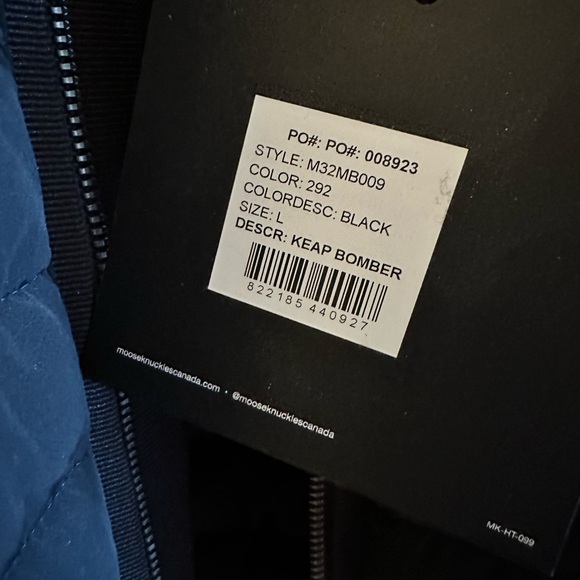 PO#: PO#: 008923
STYLE: M32MB009
COLOR: 292
COLORDESC: BLACK
SIZE: L
DESCR: KEAP BOMBER
822185 440927
mooseknucklescanada.com • @mooseknucklescanada
MK-HT-099